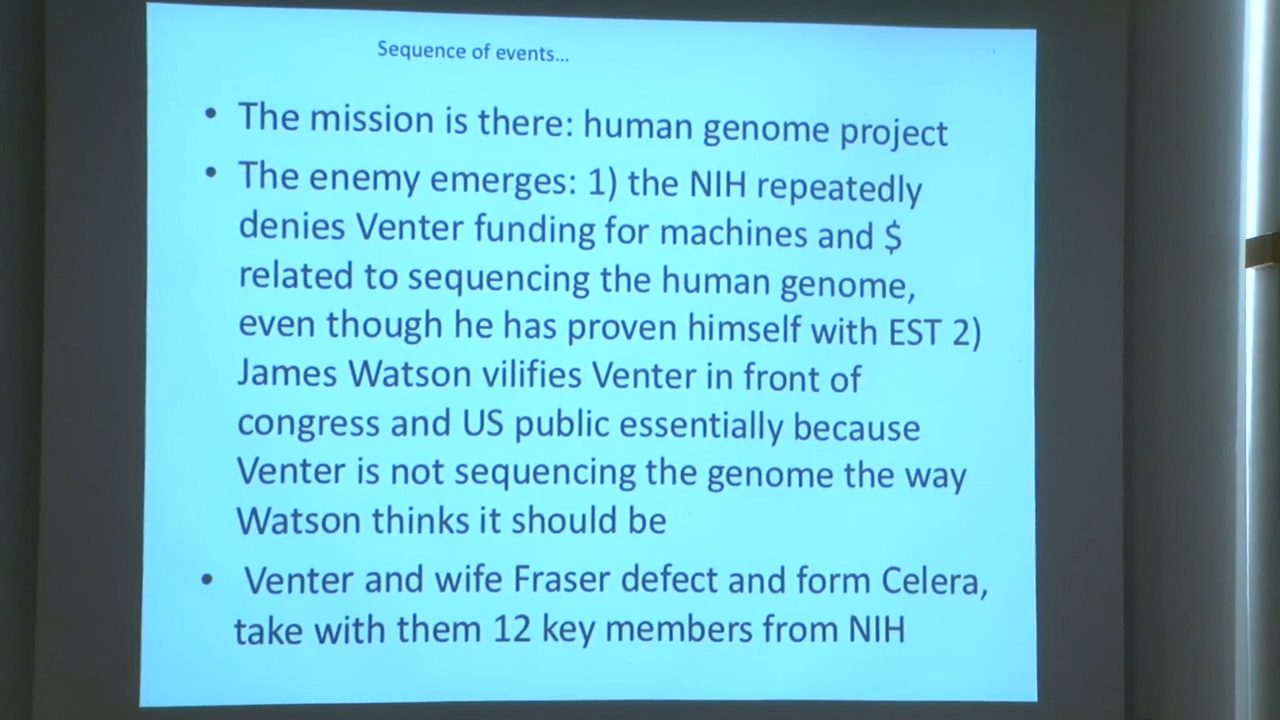 Sequence of events...
• The mission is there: human genome project
• The enemy emerges: 1) the NIH repeatedly
denies Venter funding for machines and $
related to sequencing the human genome,
even though he has proven himself with EST 2)
James Watson vilifies Venter in front of
congress and US public essentially because
Venter is not sequencing the genome the way
Watson thinks it should be
• Venter and wife Fraser defect and form Celera,
take with them 12 key members from NIH